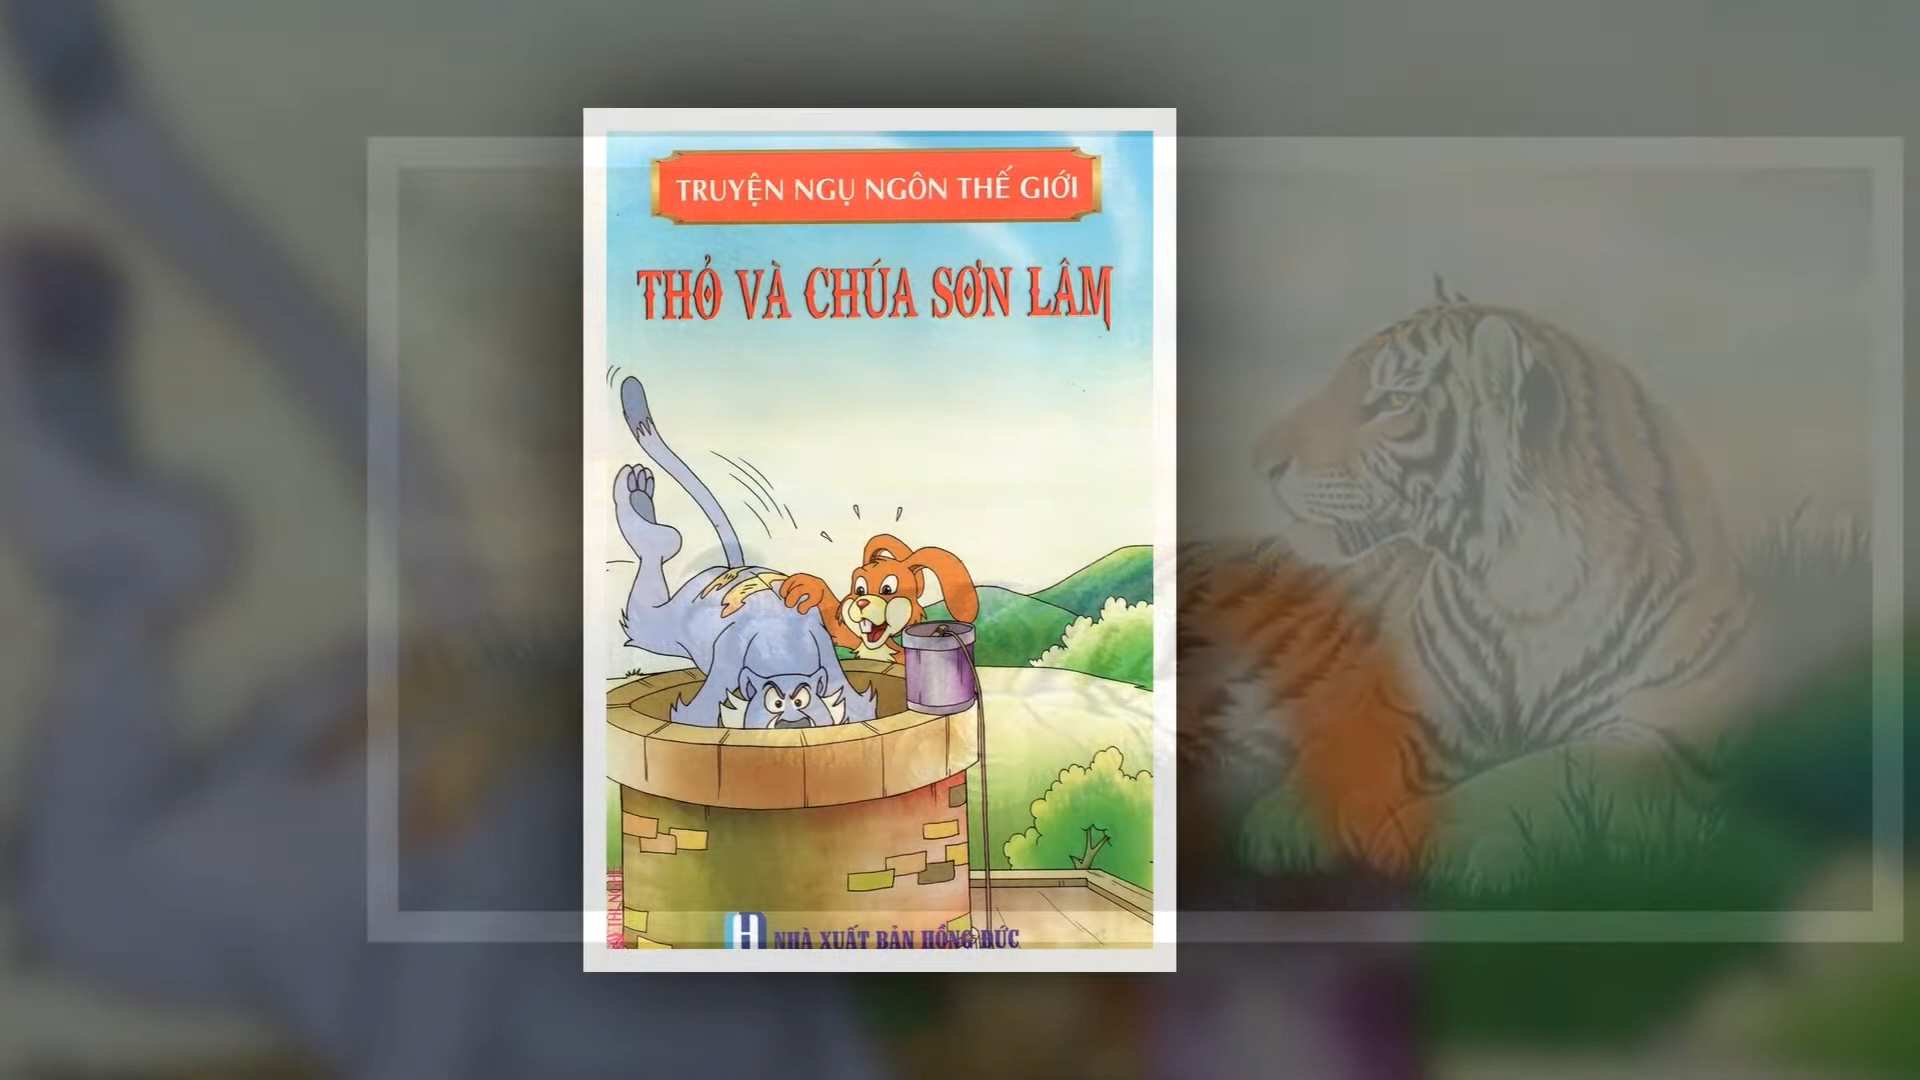 TRUYỆN NGỤ NGÔN THẾ GIỚI
THỎ VÀ CHÚA SƠN LÂM
NHÀ XUẤT BẢN HỒNG ĐỨC